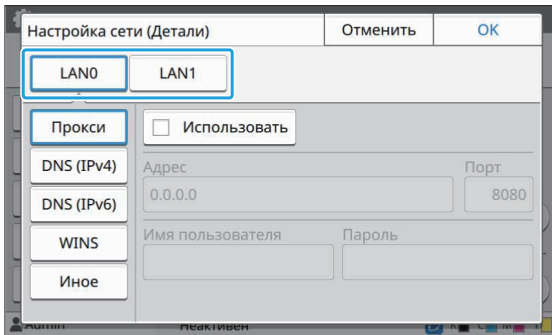 Настройка сети (Детали) Отменить OK
LAN0 LAN1
Прокси Использовать
DNS (IPv4) Адрес Порт
DNS (IPv6) 0.0.0.0 8080
WINS Имя пользователя Пароль
Иное
Admin Неактивен K C M Y